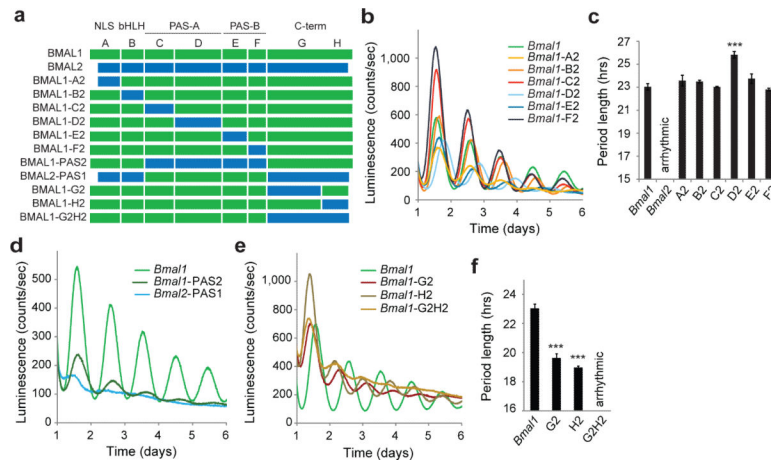 a
NLS bHLH PAS-A PAS-B C-term
A B C D E F G H
BMAL1
BMAL2
BMAL1-A2
BMAL1-B2
BMAL1-C2
BMAL1-D2
BMAL1-E2
BMAL1-F2
BMAL1-PAS2
BMAL2-PAS1
BMAL1-G2
BMAL1-H2
BMAL1-G2H2
b
Luminescence (counts/sec)
1,000
800
600
400
200
0
1 2 3 4 5 6
Time (days)
Bmal1
Bmal1-A2
Bmal1-B2
Bmal1-C2
Bmal1-D2
Bmal1-E2
Bmal1-F2
c
Period length (hrs)
27
25
23
21
19
17
15
***
arrhythmic
Bmal1 Bmal2 A2 B2 C2 D2 E2
d
Luminescence (counts/sec)
500
400
300
200
100
0
1 2 3 4 5 6
Time (days)
Bmal1
Bmal1-PAS2
Bmal2-PAS1
e
Luminescence (counts/sec)
1,000
800
600
400
200
0
1 2 3 4 5 6
Time (days)
Bmal1
Bmal1-G2
Bmal1-H2
Bmal1-G2H2
f
Period length (hrs)
24
22
20
18
16
*** ***
arrhythmic
Bmal1 G2 H2 G2H2